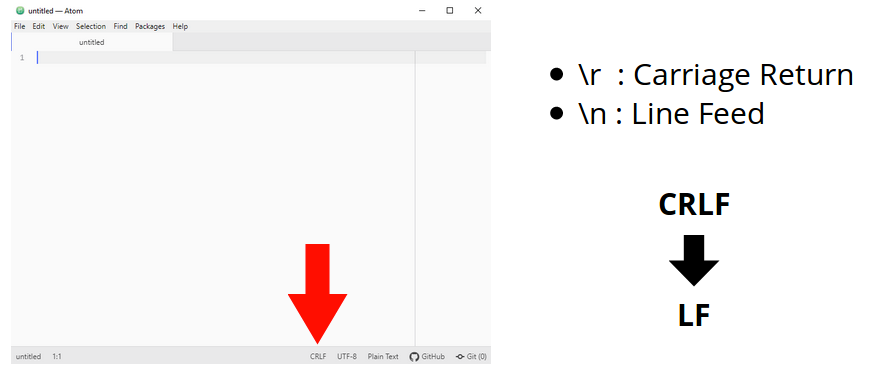 untitled — Atom
File Edit View Selection Find Packages Help
untitled
1
untitled 1:1 CRLF UTF-8 Plain Text GitHub Git (0)
\r : Carriage Return
\n : Line Feed
CRLF
LF